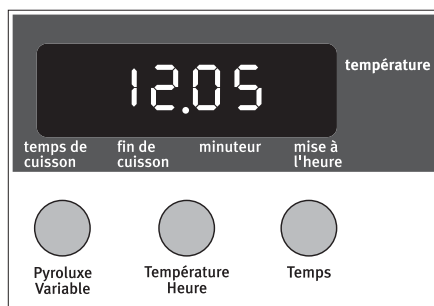 12.05
température
temps de cuisson
fin de cuisson
minuteur
mise à l'heure
Pyroluxe Variable
Température Heure
Temps